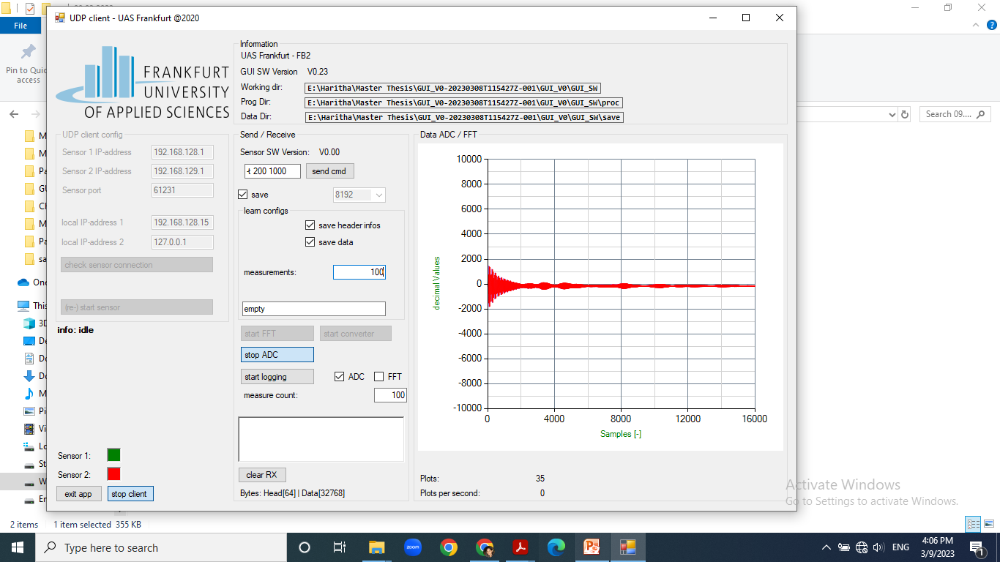 UDP client - UAS Frankfurt @2020
File
Pin to Quic
access
Search 09....
FRANKFURT
UNIVERSITY
OF APPLIED SCIENCES
Information
UAS Frankfurt - FB2
GUI SW Version V0.23
Working dir: E:\Haritha\Master Thesis\GUI_V0-20230308T115427Z-001\GUI_V0\GUI_SW
Prog Dir: E:\Haritha\Master Thesis\GUI_V0-20230308T115427Z-001\GUI_V0\GUI_SW\proc
Data Dir: E:\Haritha\Master Thesis\GUI_V0-20230308T115427Z-001\GUI_V0\GUI_SW\save
UDP client config
Sensor 1 IP-address 192.168.128.1
Sensor 2 IP-address 192.168.129.1
Sensor port 61231
local IP-address 1 192.168.128.15
local IP-address 2 127.0.0.1
check sensor connection
(re-) start sensor
info: idle
Sensor 1:
Sensor 2:
exit app stop client
Send / Receive
Sensor SW Version: V0.00
-t 200 1000 send cmd
save 8192
learn configs
save header infos
save data
measurements: 100
empty
start FFT start converter
stop ADC
start logging ADC FFT
measure count: 100
clear RX
Bytes: Head[64] | Data[32768]
Data ADC / FFT
10000
8000
6000
4000
2000
0
-2000
-4000
-6000
-8000
-10000
decimal Values
0 4000 8000 12000 16000
Samples [-]
Plots: 35
Plots per second: 0
M
M
Pa
GU
Cl
M
Pa
sa
One
This
3D
De
Do
Do
M
Pi
Vi
Lo
St
W
En
Activate Windows
Go to Settings to activate Windows.
2 items 1 item selected 355 KB
Type here to search
zoom
ENG
4:06 PM
3/9/2023
1